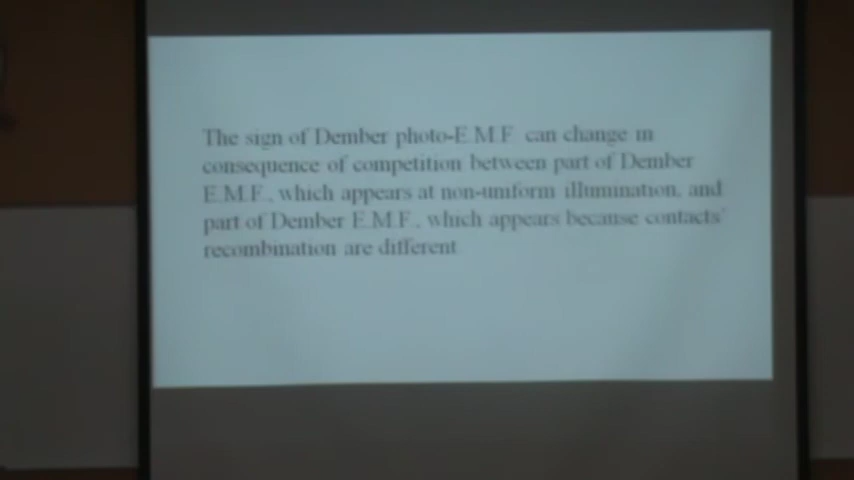 The sign of Dember photo-E.M.F. can change in
consequence of competition between part of Dember
E.M.F., which appears at non-uniform illumination, and
part of Dember E.M.F., which appears because contacts'
recombination are different